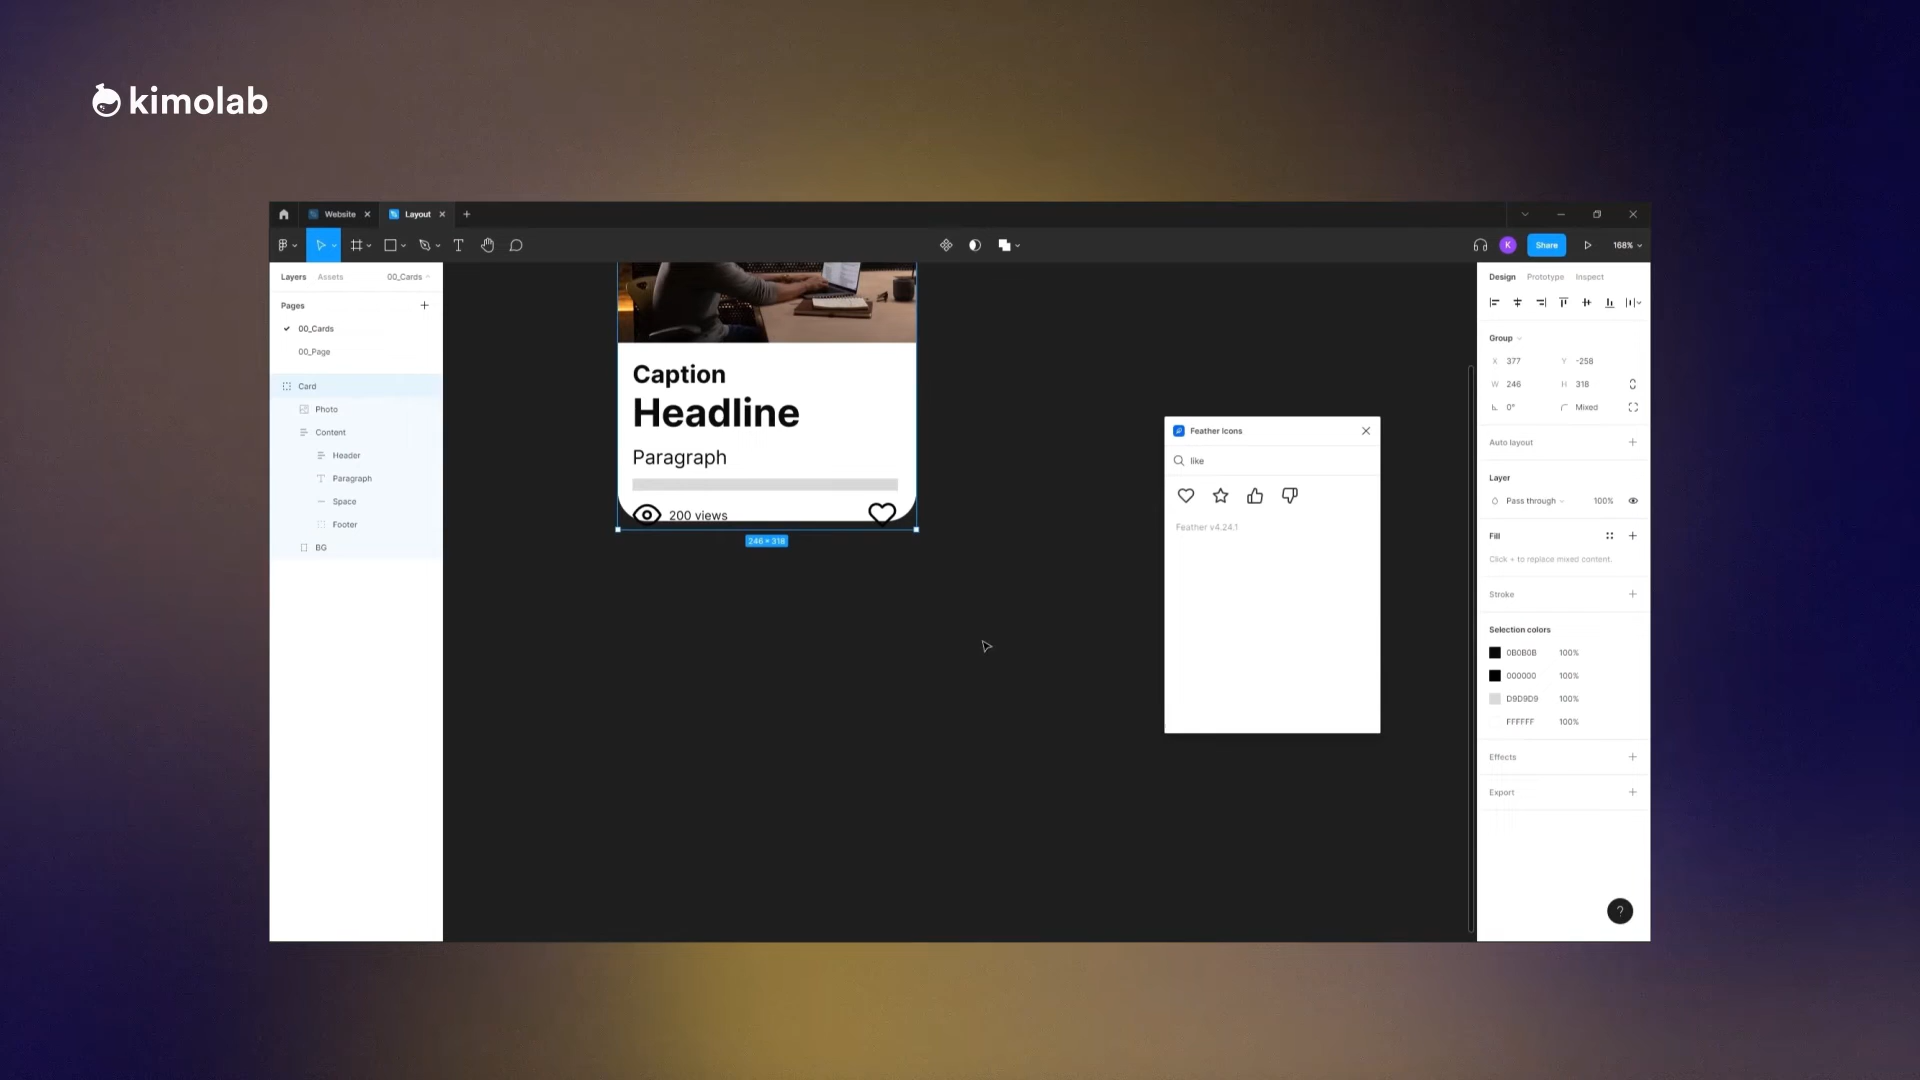 kimolab
Website
Layout
Share
K
168%
Layers
Assets
00_Cards
Pages
00_Cards
00_Page
Card
Photo
Content
Header
Paragraph
Space
Footer
BG
Caption
Headline
Paragraph
200 views
246 × 318
Feather Icons
like
Feather v4.24.1
Design
Prototype
Inspect
Group
X 377
Y -258
W 246
H 318
0°
Mixed
Auto layout
Layer
Pass through
100%
Fill
Click + to replace mixed content.
Stroke
Selection colors
0B0B0B 100%
000000 100%
D9D9D9 100%
FFFFFF 100%
Effects
Export
?